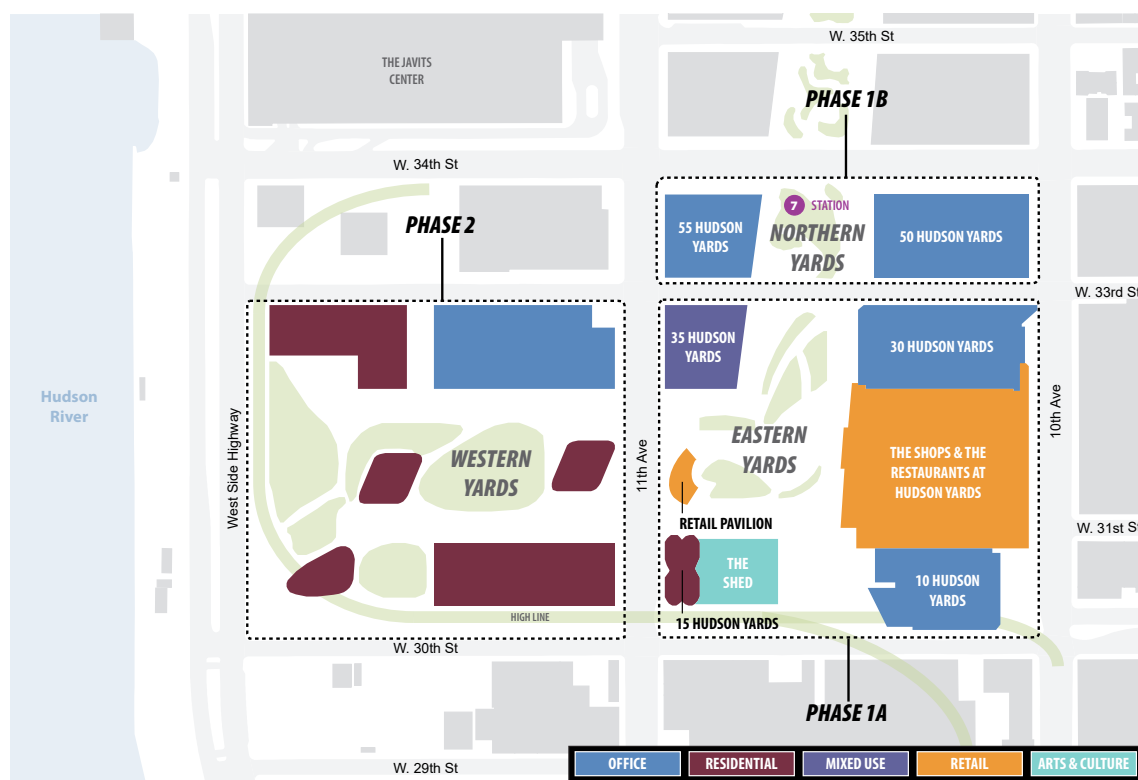 W. 35th St
THE JAVITS
CENTER
PHASE 1B
W. 34th St
PHASE 2
7 STATION
55 HUDSON
YARDS
NORTHERN
YARDS
50 HUDSON YARDS
W. 33rd St
35 HUDSON
YARDS
30 HUDSON YARDS
Hudson
River
West Side Highway
WESTERN
YARDS
11th Ave
EASTERN
YARDS
10th Ave
THE SHOPS & THE
RESTAURANTS AT
HUDSON YARDS
RETAIL PAVILION
W. 31st St
THE
SHED
10 HUDSON
YARDS
HIGH LINE
15 HUDSON YARDS
W. 30th St
PHASE 1A
W. 29th St
OFFICE
RESIDENTIAL
MIXED USE
RETAIL
ARTS & CULTURE